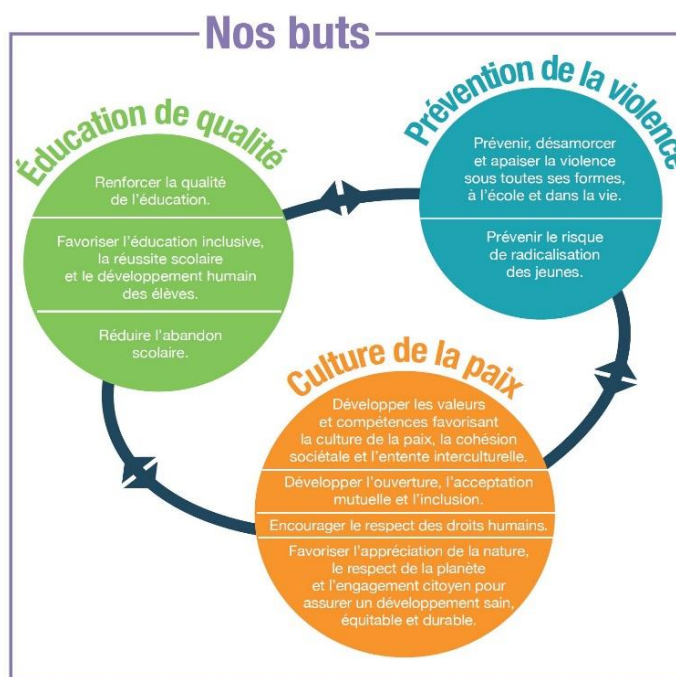 Nos buts
Éducation de qualité
Renforcer la qualité
de l'éducation.
Favoriser l'éducation inclusive,
la réussite scolaire
et le développement humain
des élèves.
Réduire l'abandon
scolaire.
Prévention de la violence
Prévenir, désamorcer
et apaiser la violence
sous toutes ses formes,
à l'école et dans la vie.
Prévenir le risque
de radicalisation
des jeunes.
Culture de la paix
Développer les valeurs
et compétences favorisant
la culture de la paix, la cohésion
sociétale et l'entente interculturelle.
Développer l'ouverture, l'acceptation
mutuelle et l'inclusion.
Encourager le respect des droits humains.
Favoriser l'appréciation de la nature,
le respect de la planète
et l'engagement citoyen pour
assurer un développement sain,
équitable et durable.